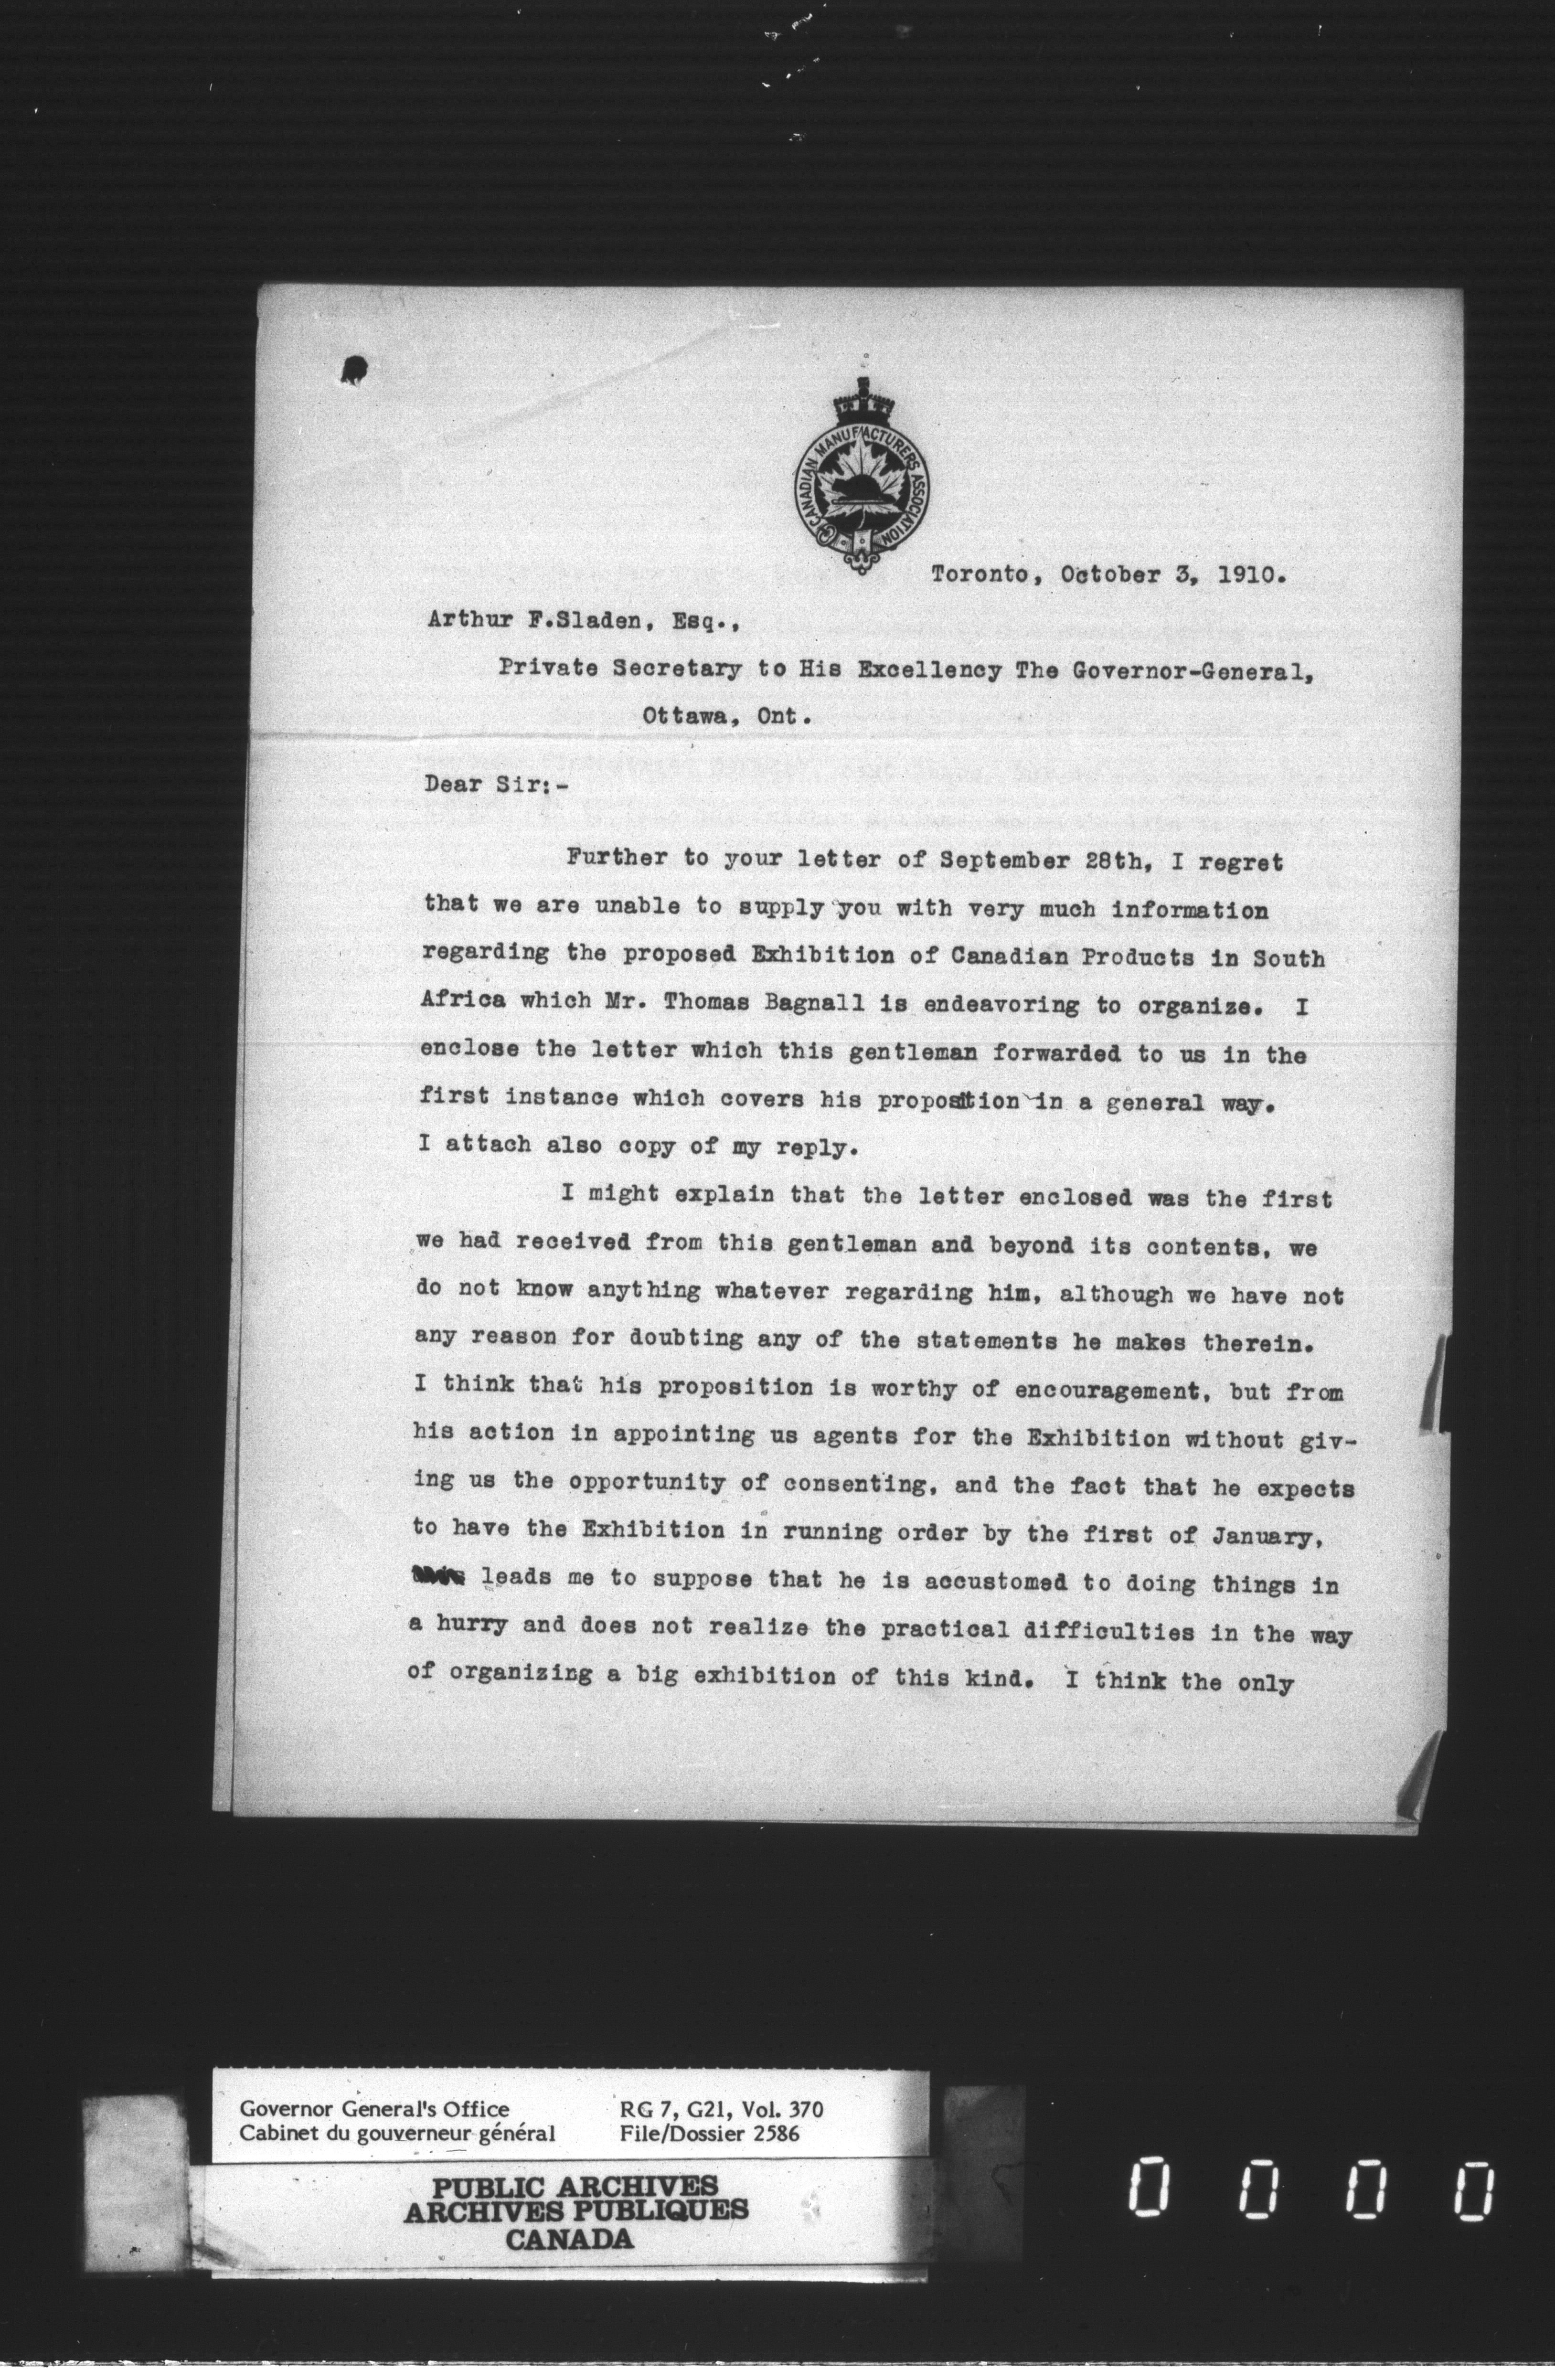 CANADIAN MANUFACTURERS ASSOCIATION
Toronto, October 3, 1910.
Arthur F.Sladen, Esq.,
Private Secretary to His Excellency The Governor-General,
Ottawa, Ont.
Dear Sir:-
Further to your letter of September 28th, I regret
that we are unable to supply you with very much information
regarding the proposed Exhibition of Canadian Products in South
Africa which Mr. Thomas Bagnall is endeavoring to organize. I
enclose the letter which this gentleman forwarded to us in the
first instance which covers his proposition in a general way.
I attach also copy of my reply.
I might explain that the letter enclosed was the first
we had received from this gentleman and beyond its contents, we
do not know anything whatever regarding him, although we have not
any reason for doubting any of the statements he makes therein.
I think that his proposition is worthy of encouragement, but from
his action in appointing us agents for the Exhibition without giv-
ing us the opportunity of consenting, and the fact that he expects
to have the Exhibition in running order by the first of January,
leads me to suppose that he is accustomed to doing things in
a hurry and does not realize the practical difficulties in the way
of organizing a big exhibition of this kind. I think the only
Governor General's Office RG 7, G21, Vol. 370
Cabinet du gouverneur général File/Dossier 2586
PUBLIC ARCHIVES
ARCHIVES PUBLIQUES
CANADA
0 0 0 0